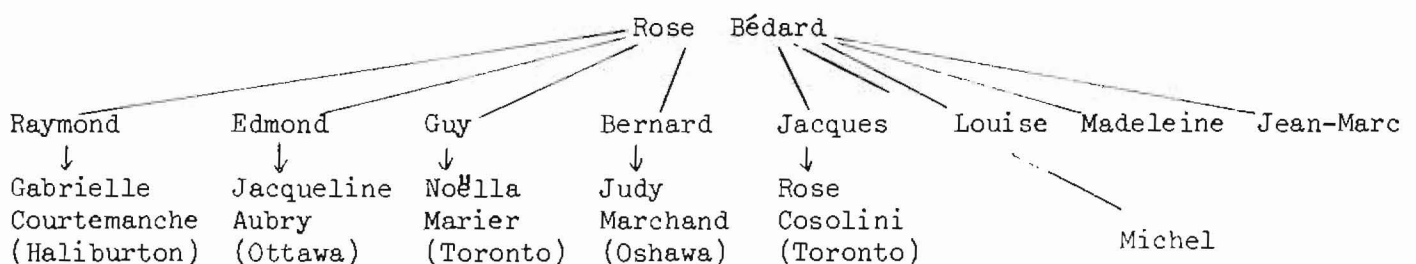 Rose Bédard
Raymond Edmond Guy Bernard Jacques Louise Madeleine Jean-Marc
Gabrielle Jacqueline Noëlla Judy Rose
Courtemanche Aubry Marier Marchand Cosolini
(Haliburton) (Ottawa) (Toronto) (Oshawa) (Toronto)
Michel